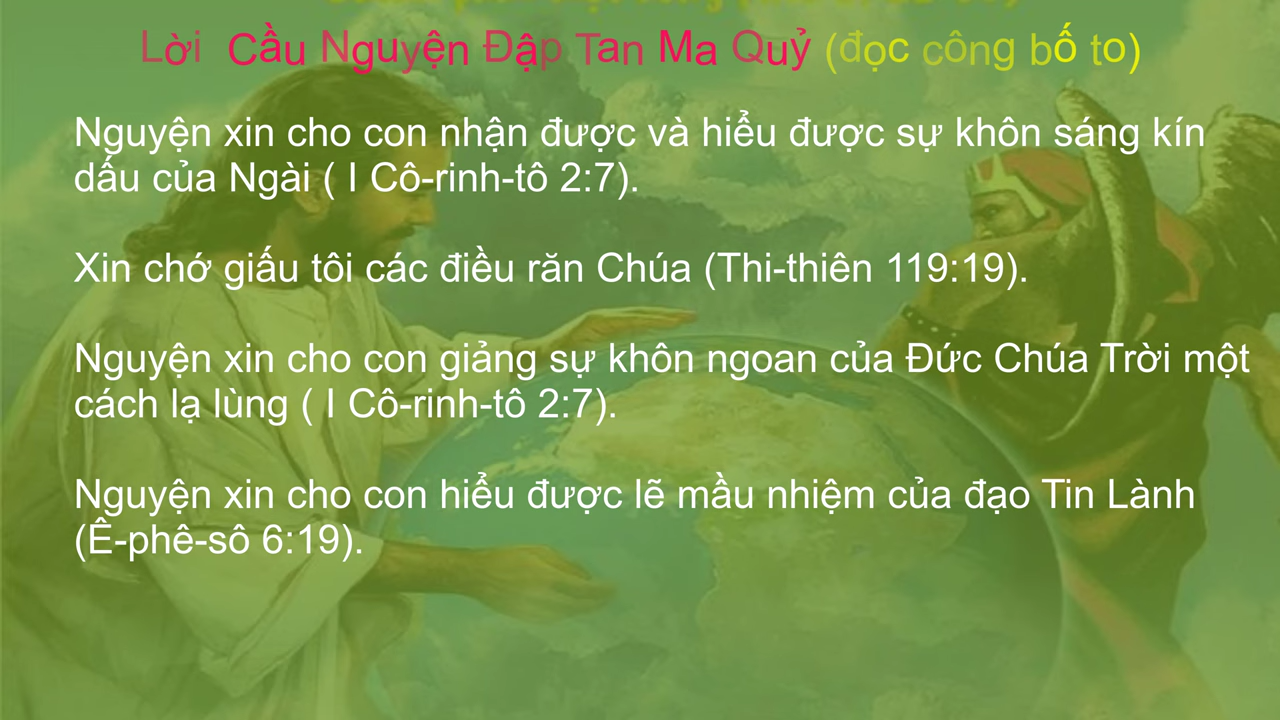 Lời Cầu Nguyện Đập Tan Ma Quỷ (đọc công bố to)
Nguyện xin cho con nhận được và hiểu được sự khôn sáng kín
dấu của Ngài ( I Cô-rinh-tô 2:7).
Xin chớ giấu tôi các điều răn Chúa (Thi-thiên 119:19).
Nguyện xin cho con giảng sự khôn ngoan của Đức Chúa Trời một
cách lạ lùng ( I Cô-rinh-tô 2:7).
Nguyện xin cho con hiểu được lẽ mầu nhiệm của đạo Tin Lành
(Ê-phê-sô 6:19).